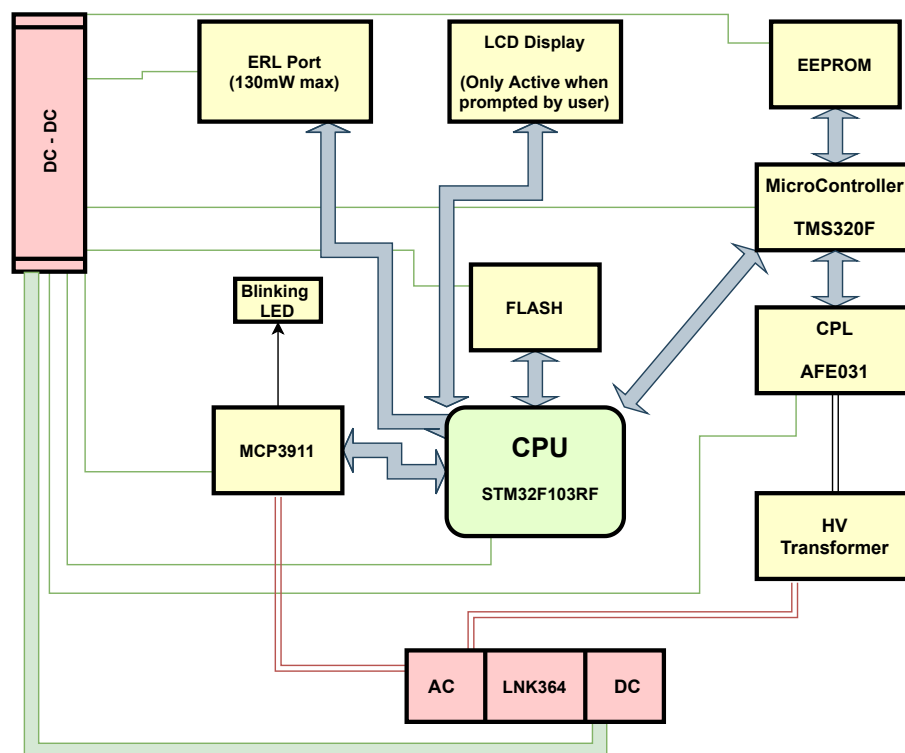 DC - DC
ERL Port
(130mW max)
LCD Display
(Only Active when
prompted by user)
EEPROM
MicroController
TMS320F
Blinking
LED
FLASH
CPL
AFE031
MCP3911
CPU
STM32F103RF
HV
Transformer
AC
LNK364
DC